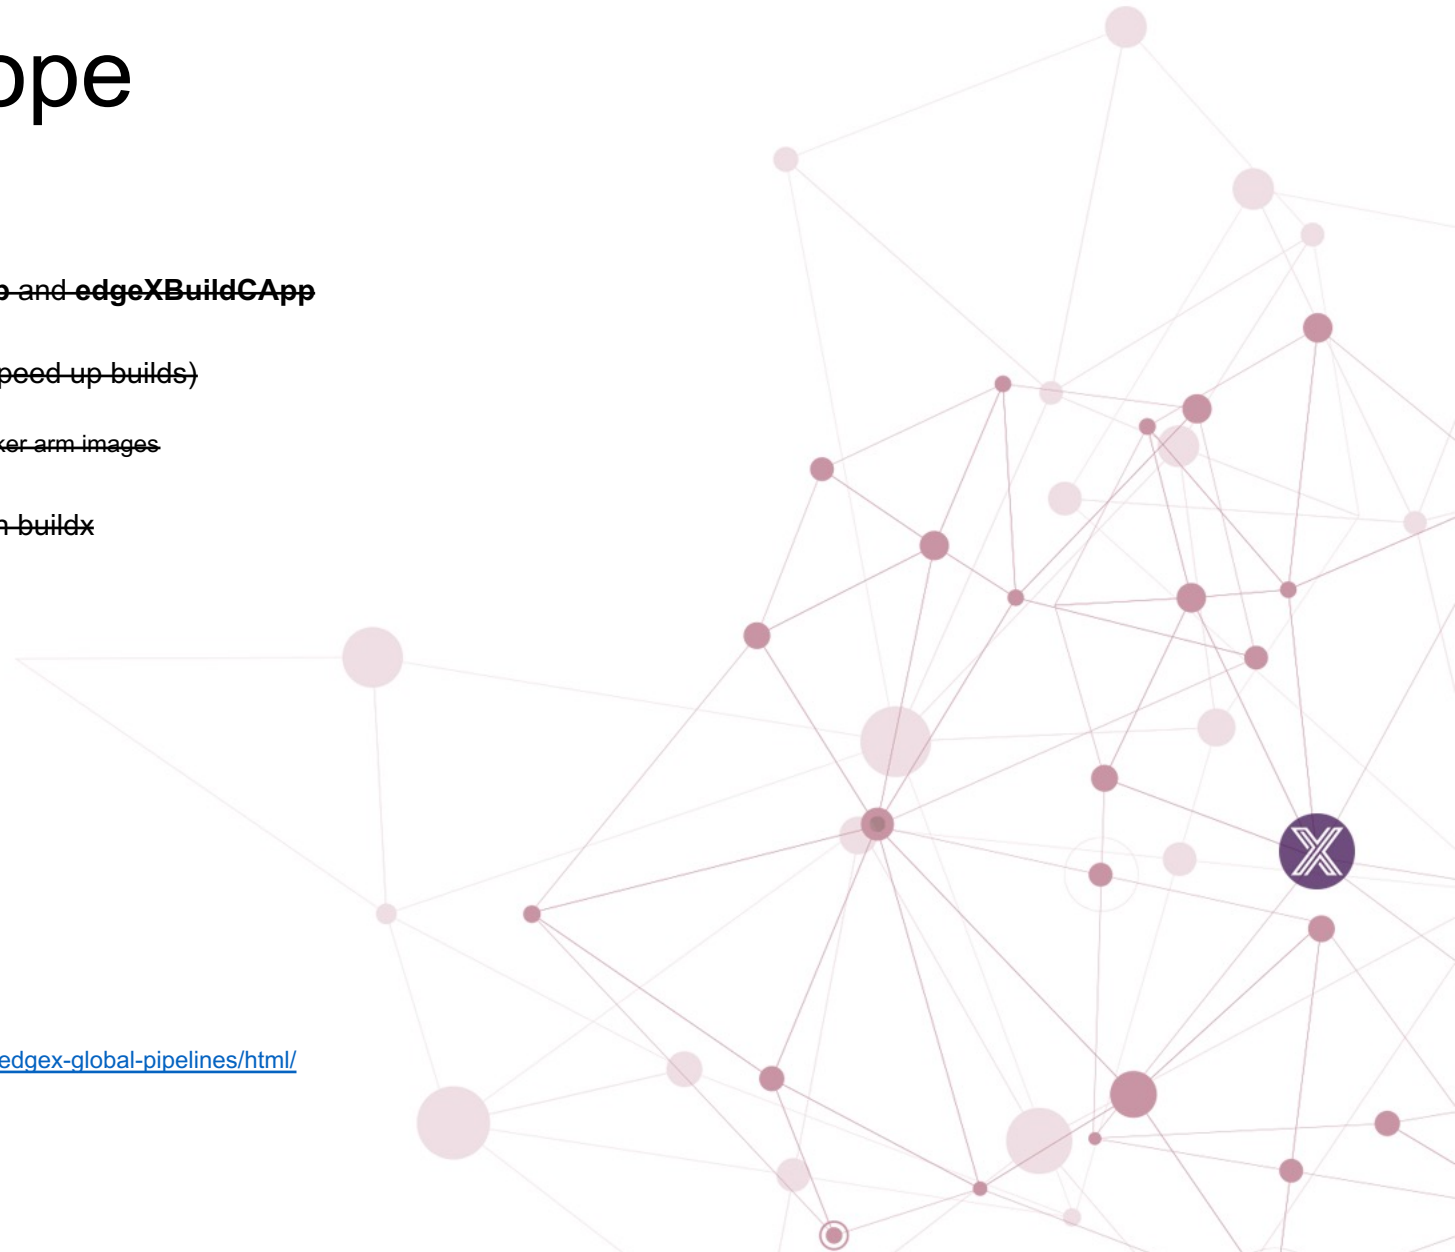 ope
p and edgeXBuildCApp
peed up builds)
ker arm images
n buildx
edgex-global-pipelines/html/